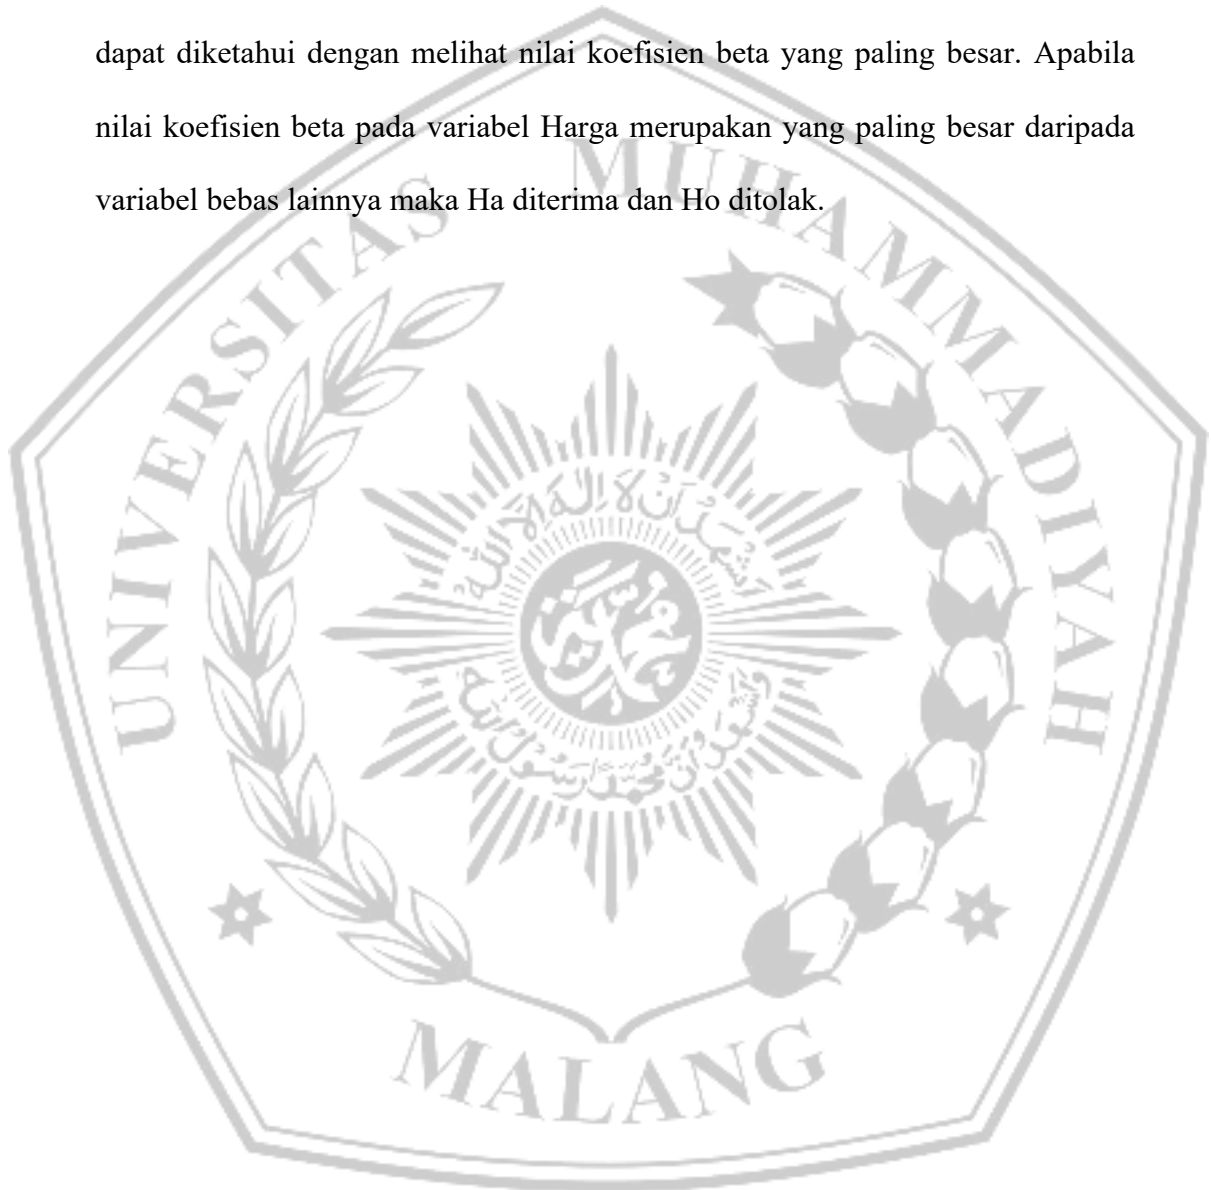 dapat diketahui dengan melihat nilai koefisien beta yang paling besar. Apabila
nilai koefisien beta pada variabel Harga merupakan yang paling besar daripada
variabel bebas lainnya maka Ha diterima dan Ho ditolak.
UNIVERSITAS MUHAMMADIYAH
MALANG